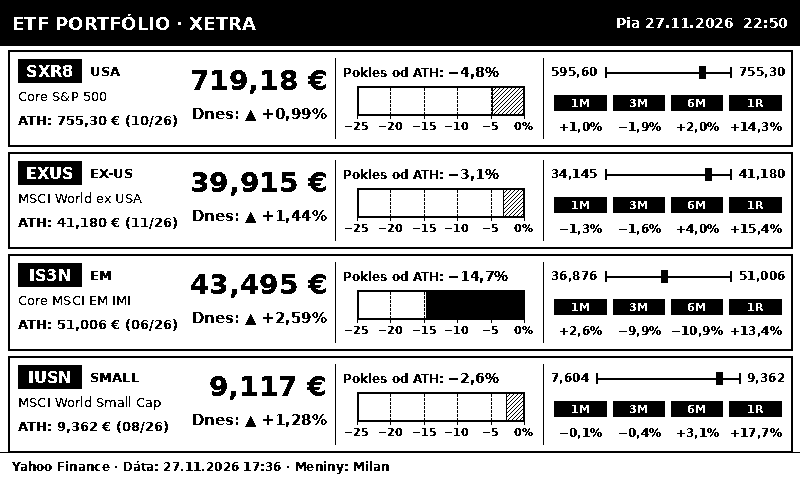 ETF PORTFÓLIO · XETRA Pia 27.11.2026 22:50
SXR8 USA
Core S&P 500
ATH: 755,30 € (10/26)
719,18 €
Dnes: ▲ +0,99%
Pokles od ATH: −4,8%
−25 −20 −15 −10 −5 0%
595,60 755,30
1M 3M 6M 1R
+1,0% −1,9% +2,0% +14,3%
EXUS EX-US
MSCI World ex USA
ATH: 41,180 € (11/26)
39,915 €
Dnes: ▲ +1,44%
Pokles od ATH: −3,1%
−25 −20 −15 −10 −5 0%
34,145 41,180
1M 3M 6M 1R
−1,3% −1,6% +4,0% +15,4%
IS3N EM
Core MSCI EM IMI
ATH: 51,006 € (06/26)
43,495 €
Dnes: ▲ +2,59%
Pokles od ATH: −14,7%
−25 −20 −15 −10 −5 0%
36,876 51,006
1M 3M 6M 1R
+2,6% −9,9% −10,9% +13,4%
IUSN SMALL
MSCI World Small Cap
ATH: 9,362 € (08/26)
9,117 €
Dnes: ▲ +1,28%
Pokles od ATH: −2,6%
−25 −20 −15 −10 −5 0%
7,604 9,362
1M 3M 6M 1R
−0,1% −0,4% +3,1% +17,7%
Yahoo Finance · Dáta: 27.11.2026 17:36 · Meniny: Milan